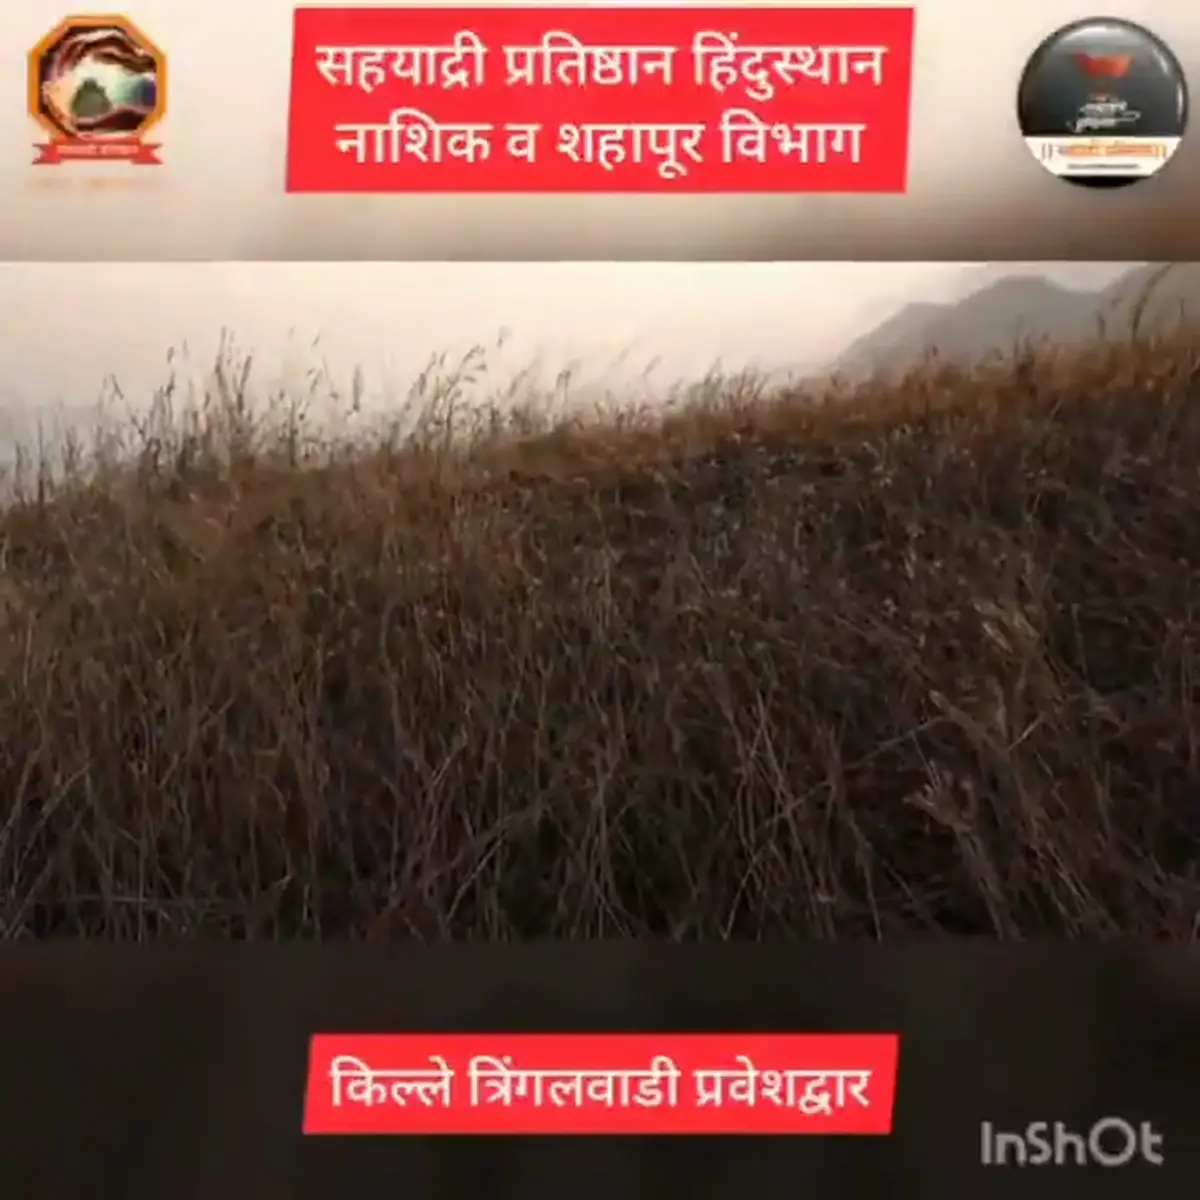 सहयाद्री प्रतिष्ठान हिंदुस्थान
नाशिक व शहापूर विभाग
किल्ले त्रिंगलवाडी प्रवेशद्वार
InShOt